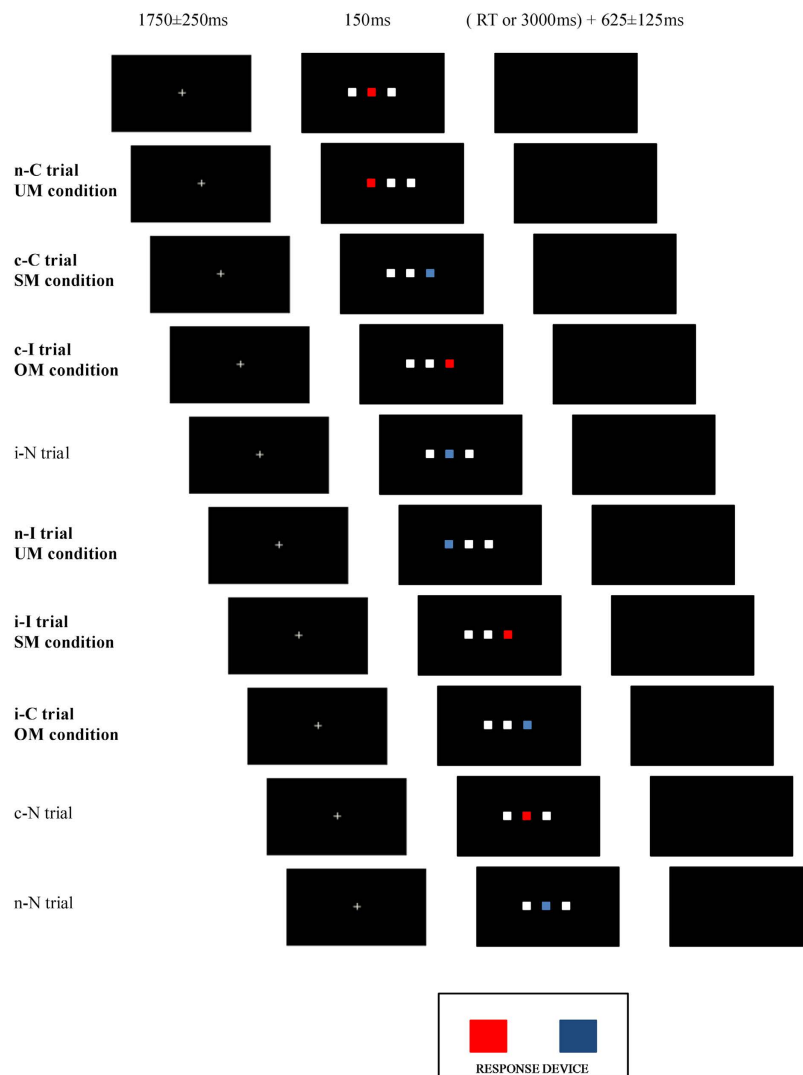 1750±250ms 150ms ( RT or 3000ms) + 625±125ms
n-C trial
UM condition
c-C trial
SM condition
c-I trial
OM condition
i-N trial
n-I trial
UM condition
i-I trial
SM condition
i-C trial
OM condition
c-N trial
n-N trial
RESPONSE DEVICE